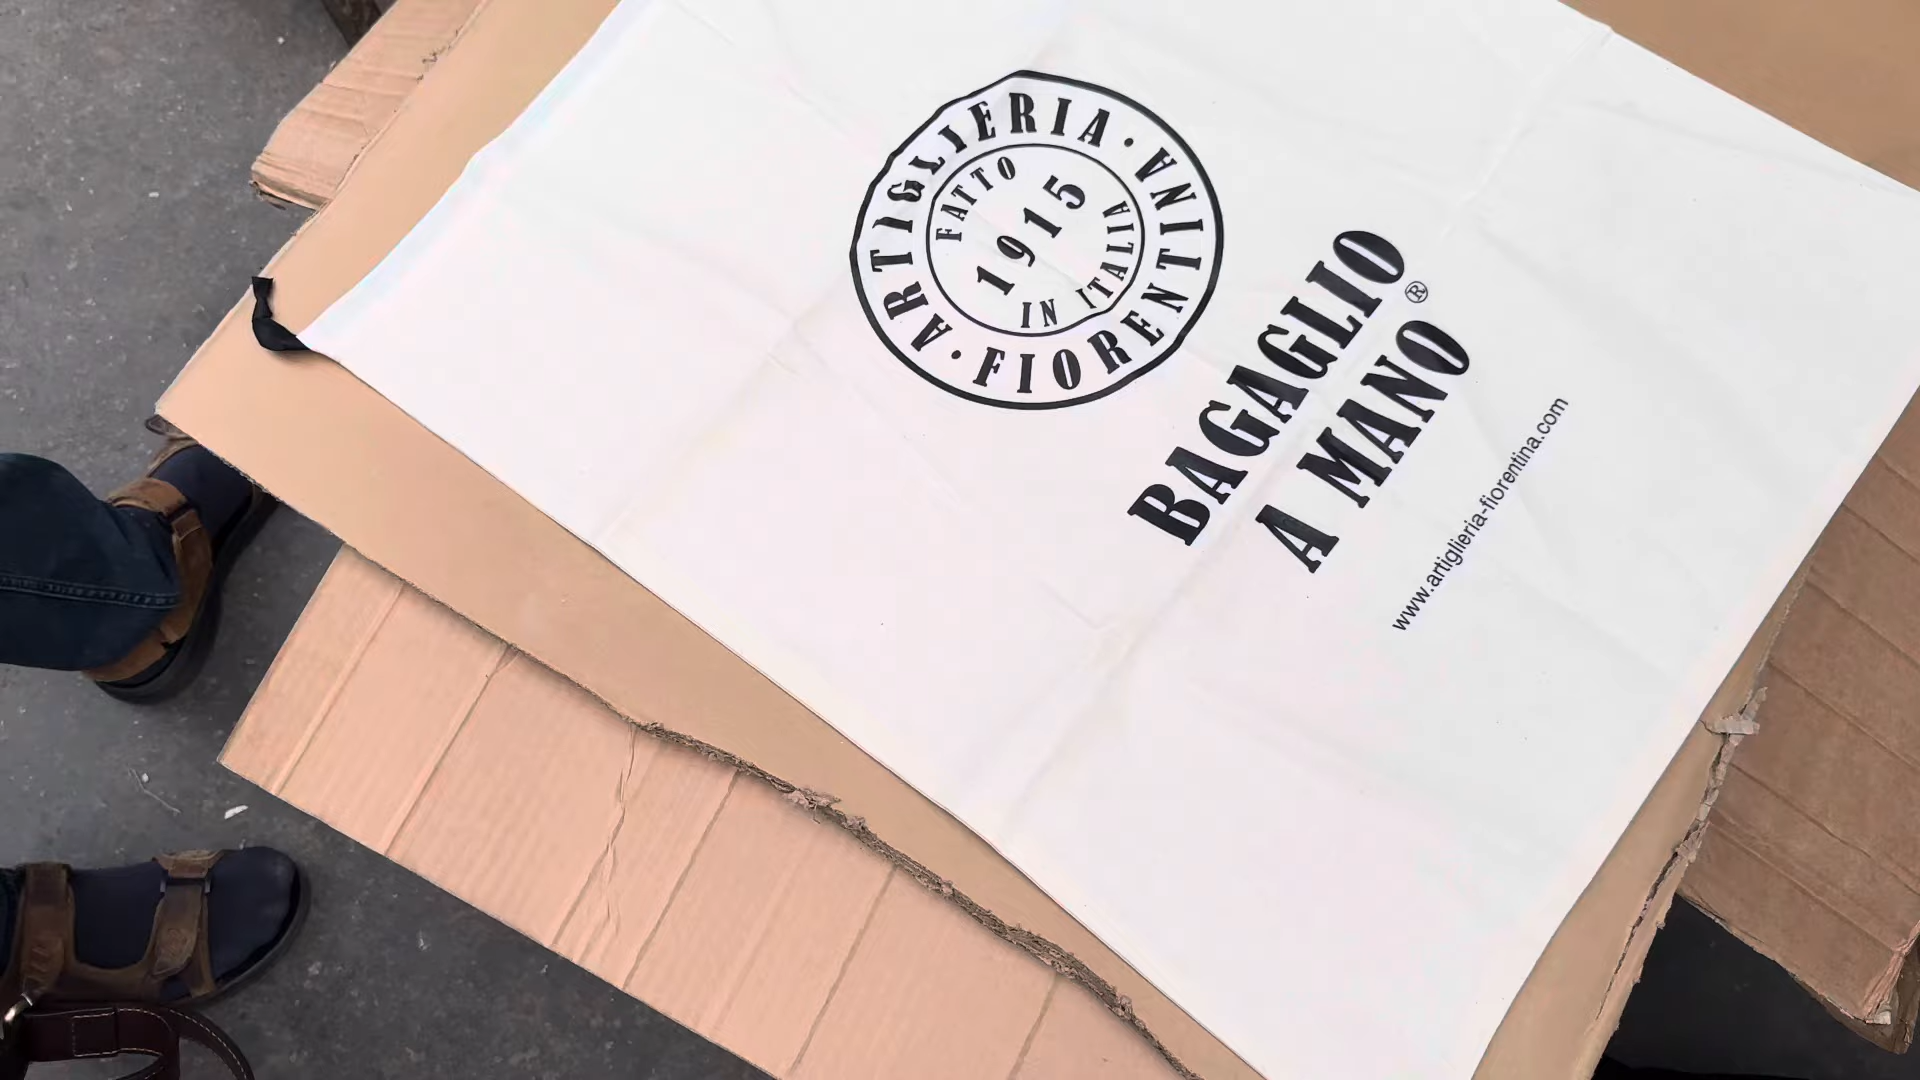 ARTIGLIERIA · FIORENTINA ·
FATTO IN ITALIA
1915
BAGAGLIO
A MANO®
www.artiglieria-fiorentina.com